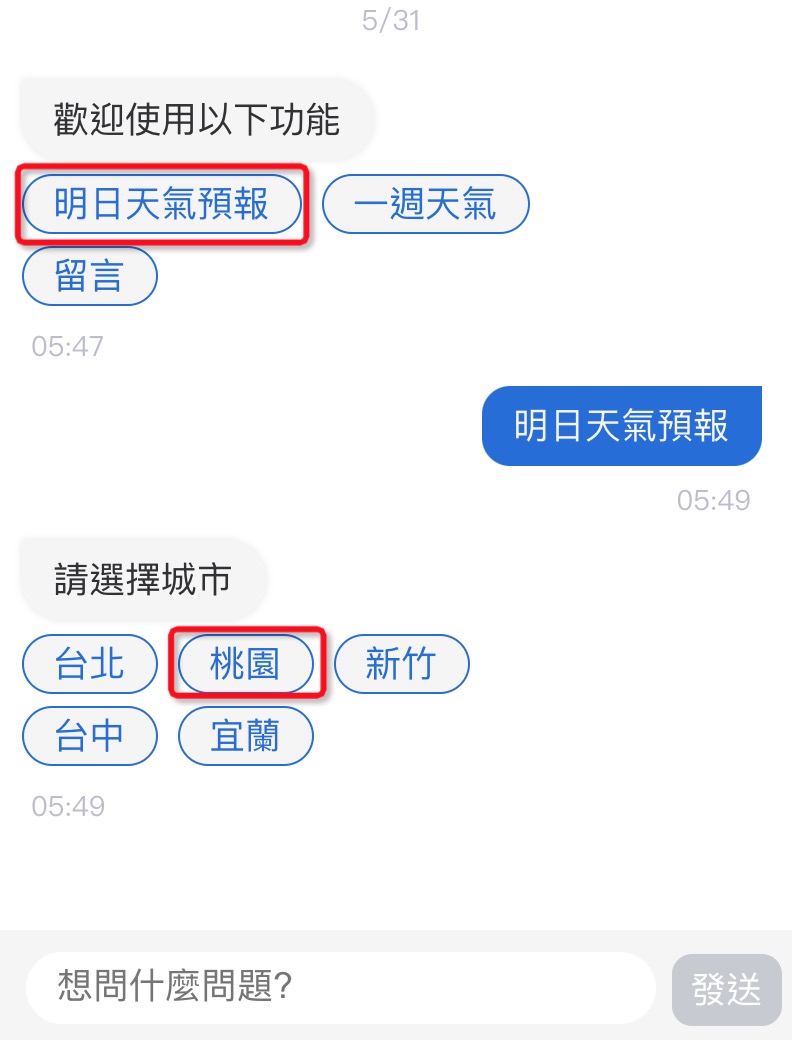 5/31
歡迎使用以下功能
明日天氣預報 一週天氣
留言
05:47
明日天氣預報
05:49
請選擇城市
台北 桃園 新竹
台中 宜蘭
05:49
想問什麼問題? 發送